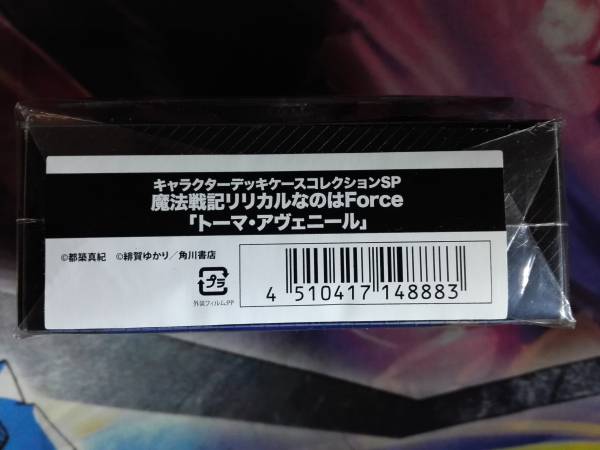 キャラクターデッキケースコレクションSP
魔法戦記リリカルなのはForce
「トーマ・アヴェニール」
©都築真紀 ©緋賀ゆかり/角川書店
プラ
外装フィルム:PP
4 510417 148883